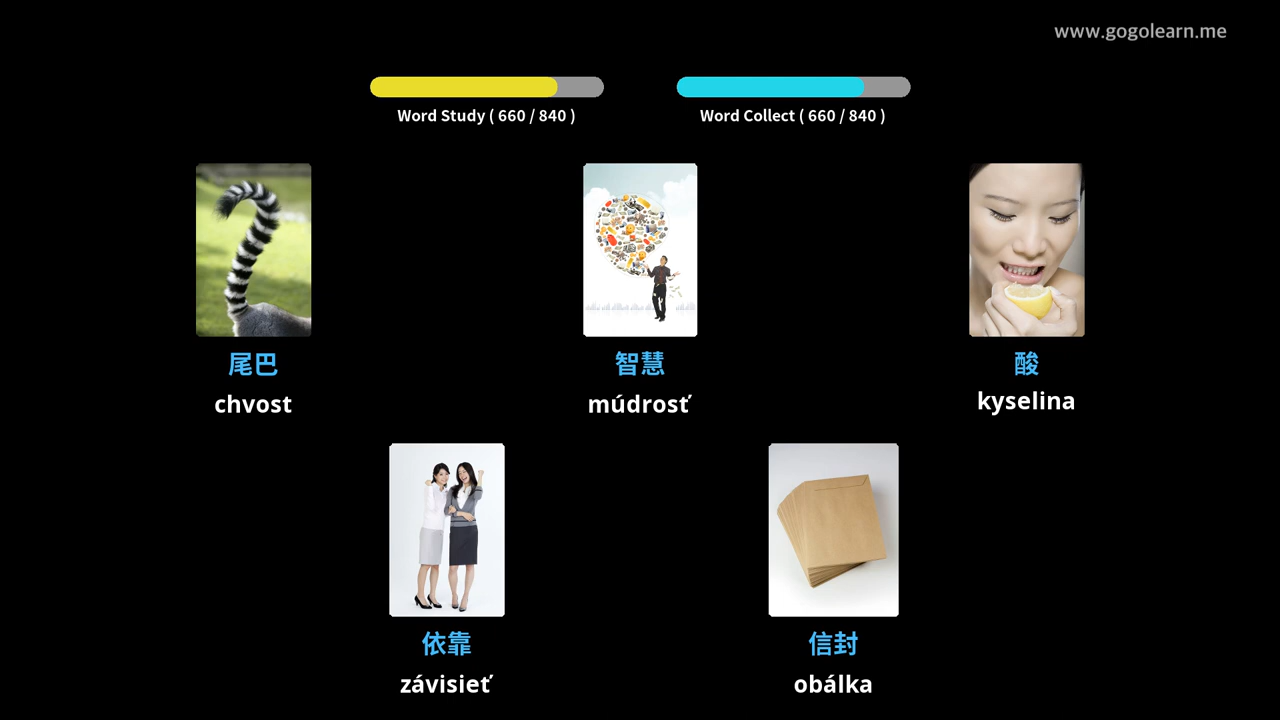 www.gogolearn.me
Word Study ( 660 / 840 )
Word Collect ( 660 / 840 )
尾巴
chvost
智慧
múdrosť
酸
kyselina
依靠
závisieť
信封
obálka